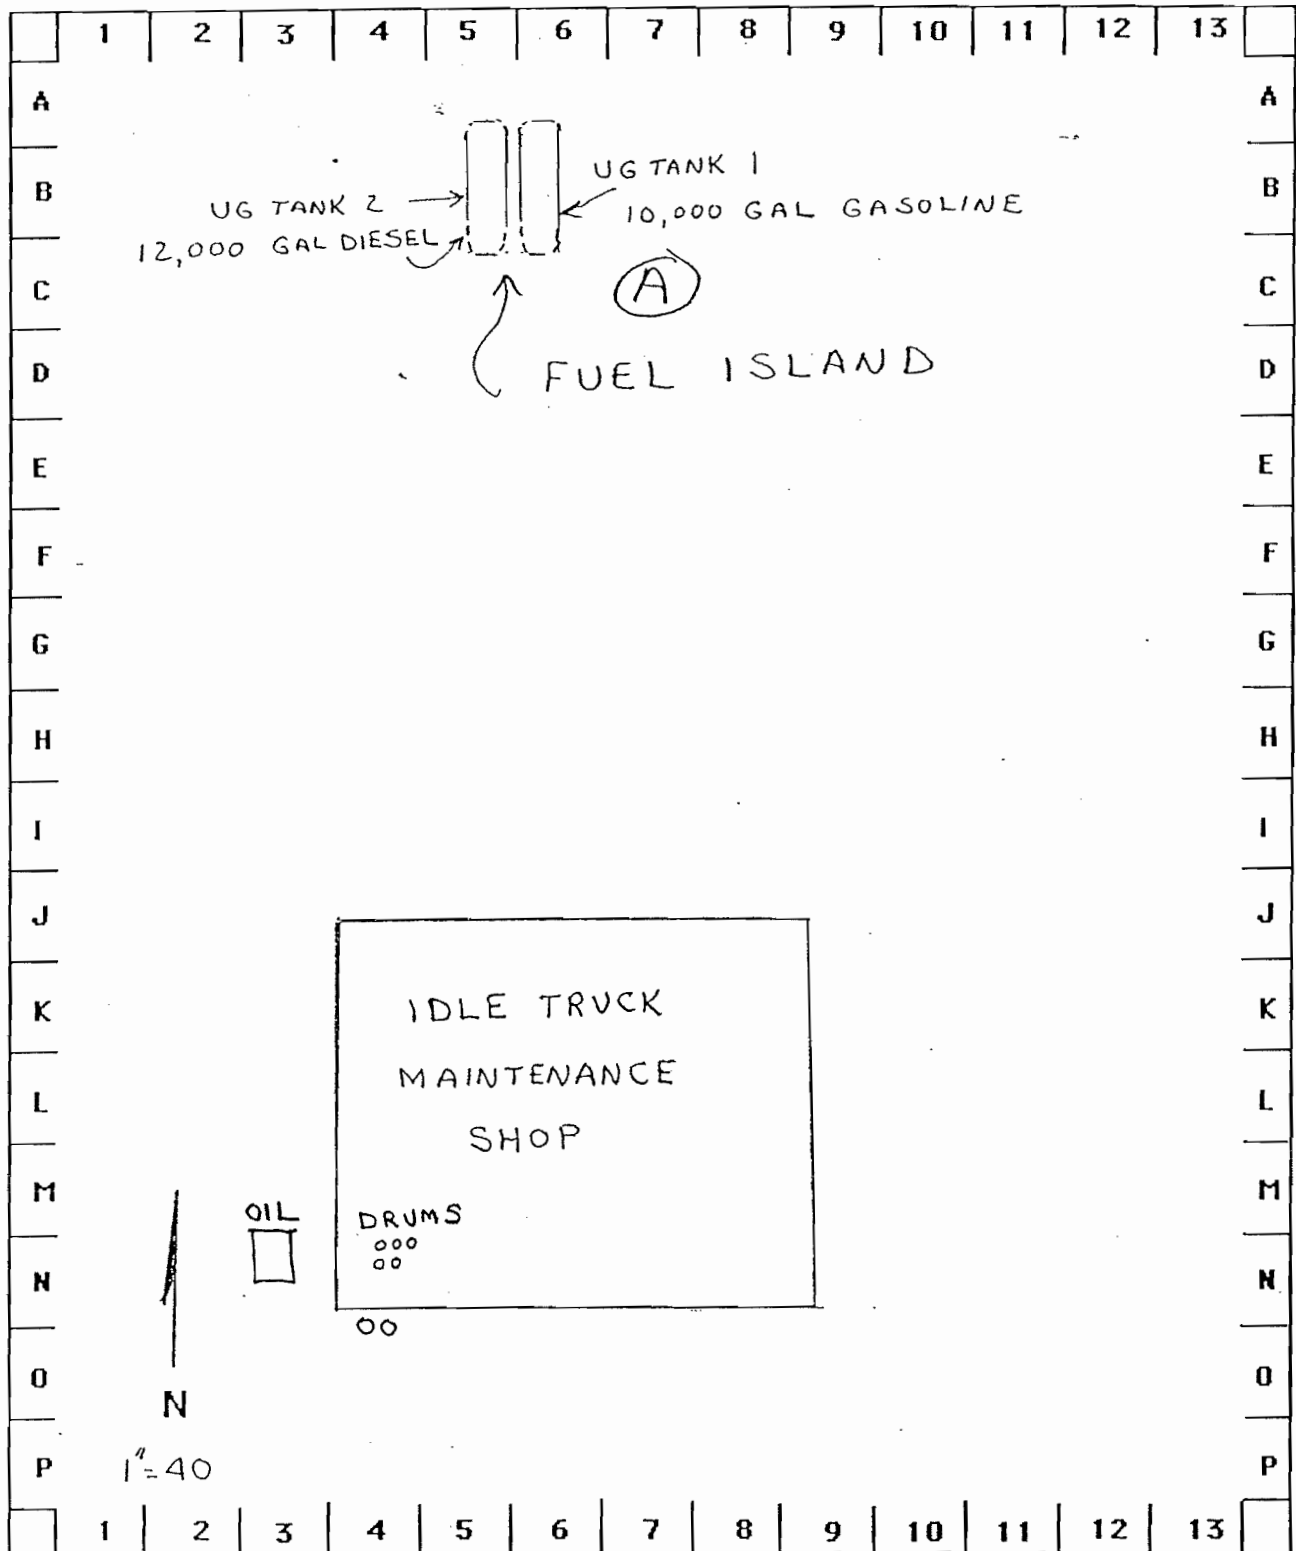 1 2 3 4 5 6 7 8 9 10 11 12 13
A A
UG TANK 1
B B
UG TANK 2 10,000 GAL GASOLINE
12,000 GAL DIESEL
C A C
D FUEL ISLAND D
E E
F F
G G
H H
I I
J J
K IDLE TRUCK K
MAINTENANCE
L L
SHOP
M M
OIL DRUMS
N N
O O
N
P 1"=40 P
1 2 3 4 5 6 7 8 9 10 11 12 13